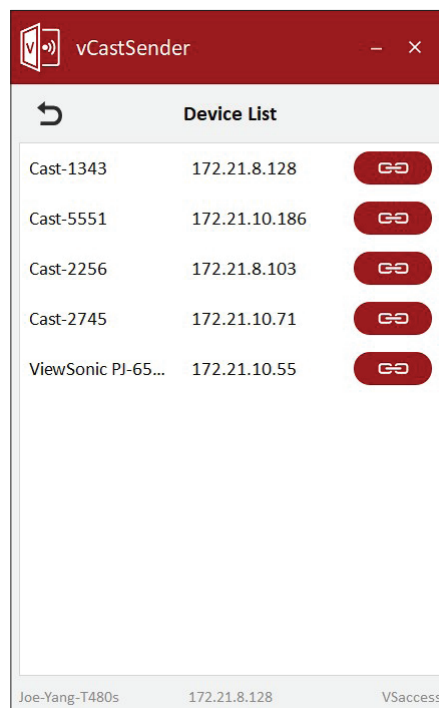 vCastSender
Device List
Cast-1343 172.21.8.128
Cast-5551 172.21.10.186
Cast-2256 172.21.8.103
Cast-2745 172.21.10.71
ViewSonic PJ-65... 172.21.10.55
Joe-Yang-T480s 172.21.8.128 VSaccess